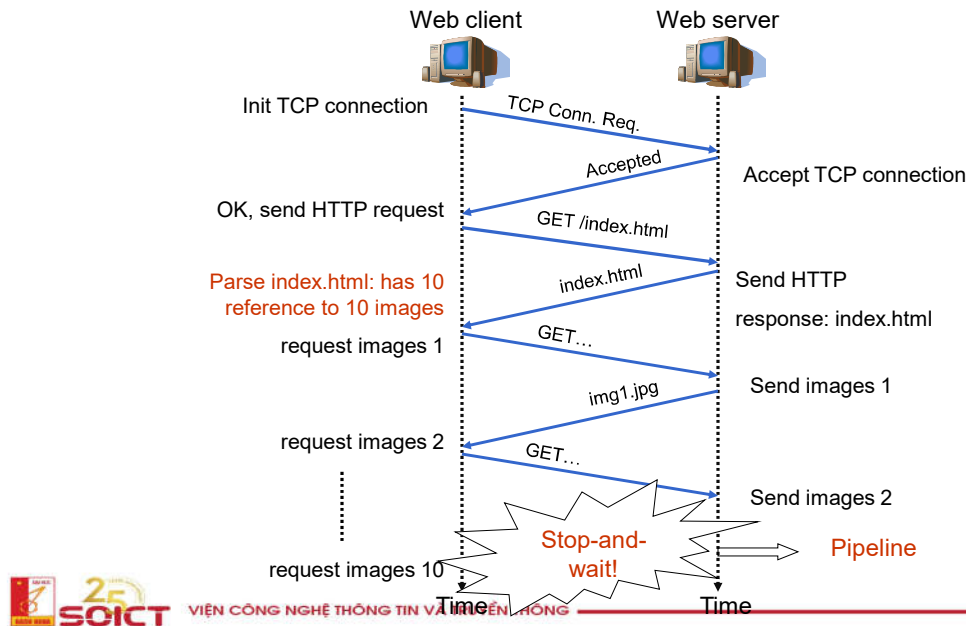 Web client
Web server
Init TCP connection
TCP Conn. Req.
Accepted
Accept TCP connection
OK, send HTTP request
GET /index.html
Parse index.html: has 10
reference to 10 images
index.html
Send HTTP
response: index.html
request images 1
GET…
Send images 1
img1.jpg
request images 2
GET…
Send images 2
Stop-and-
wait!
Pipeline
request images 10
Time
Time
25
SOICT
VIỆN CÔNG NGHỆ THÔNG TIN VÀ TRUYỀN THÔNG